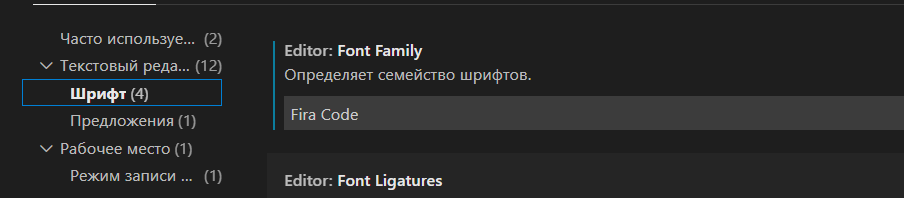 Часто используе... (2)
Текстовый реда... (12)
Шрифт (4)
Предложения (1)
Рабочее место (1)
Режим записи ... (1)
Editor: Font Family
Определяет семейство шрифтов.
Fira Code
Editor: Font Ligatures